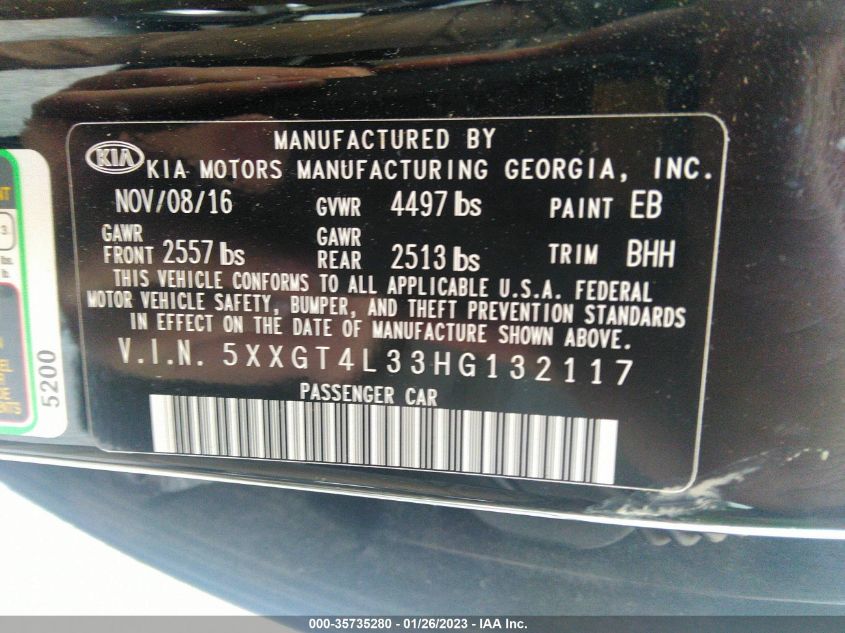 MANUFACTURED BY
KIA
KIA MOTORS MANUFACTURING GEORGIA, INC.
NOV/08/16 GVWR 4497 lbs PAINT EB
GAWR FRONT 2557 lbs GAWR REAR 2513 lbs TRIM BHH
THIS VEHICLE CONFORMS TO ALL APPLICABLE U.S.A. FEDERAL
MOTOR VEHICLE SAFETY, BUMPER, AND THEFT PREVENTION STANDARDS
IN EFFECT ON THE DATE OF MANUFACTURE SHOWN ABOVE.
V.I.N. 5XXGT4L33HG132117
PASSENGER CAR
5200
000-35735280 - 01/26/2023 - IAA Inc.